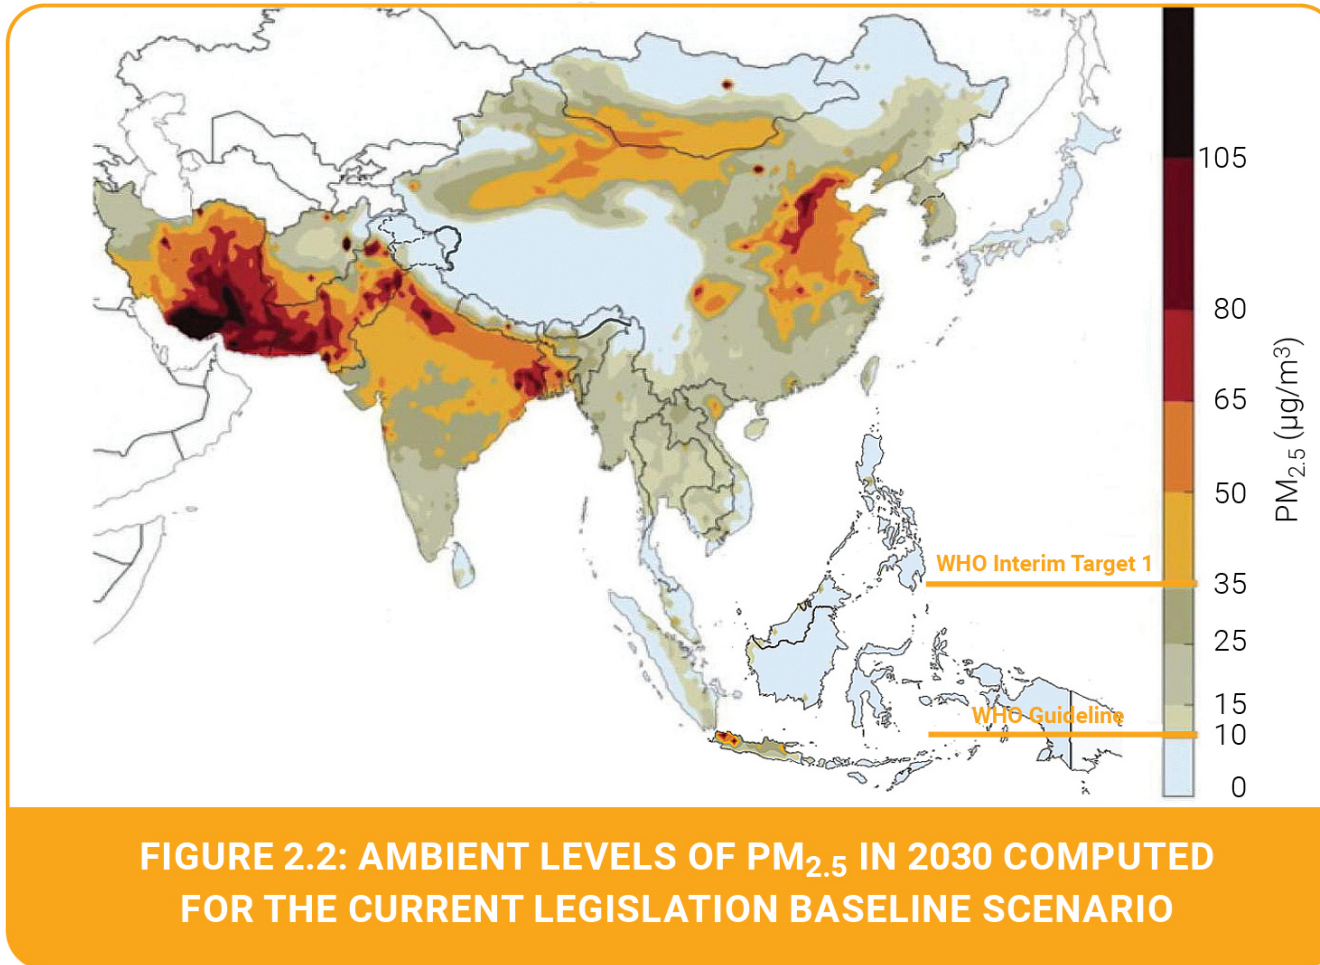 105
80
65
50
35
25
15
10
0
PM2.5 (µg/m³)
WHO Interim Target 1
WHO Guideline
FIGURE 2.2: AMBIENT LEVELS OF PM2.5 IN 2030 COMPUTED
FOR THE CURRENT LEGISLATION BASELINE SCENARIO